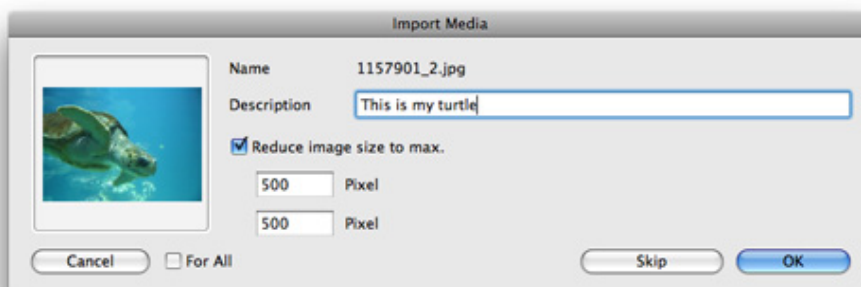 Import Media
Name 1157901_2.jpg
Description This is my turtle
Reduce image size to max.
500 Pixel
500 Pixel
Cancel For All Skip OK